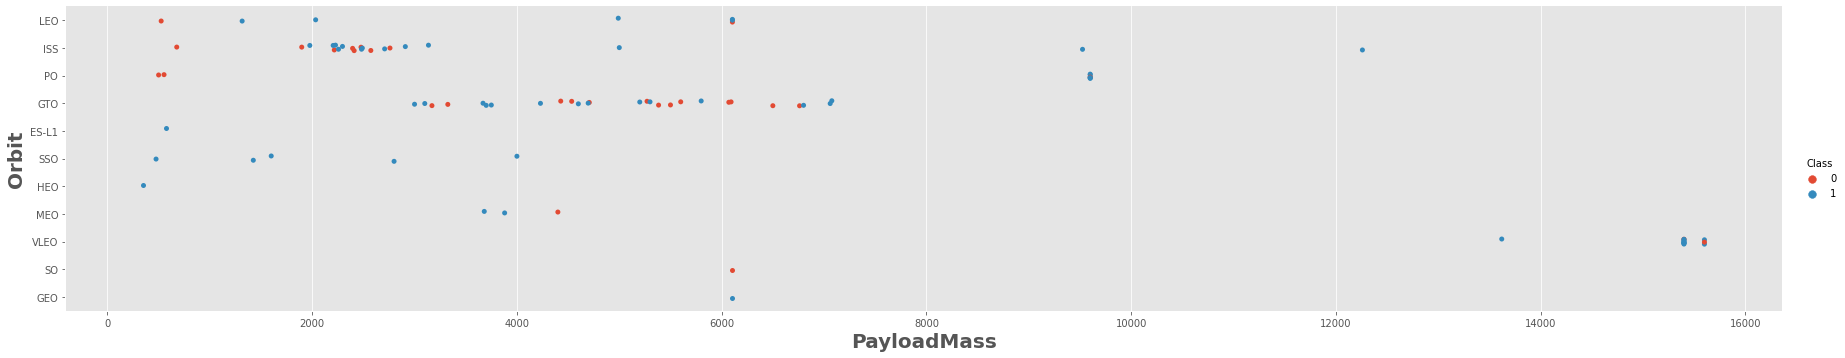 LEO
ISS
PO
GTO
ES-L1
SSO
HEO
MEO
VLEO
SO
GEO
Orbit
0 2000 4000 6000 8000 10000 12000 14000 16000
PayloadMass
Class
0
1